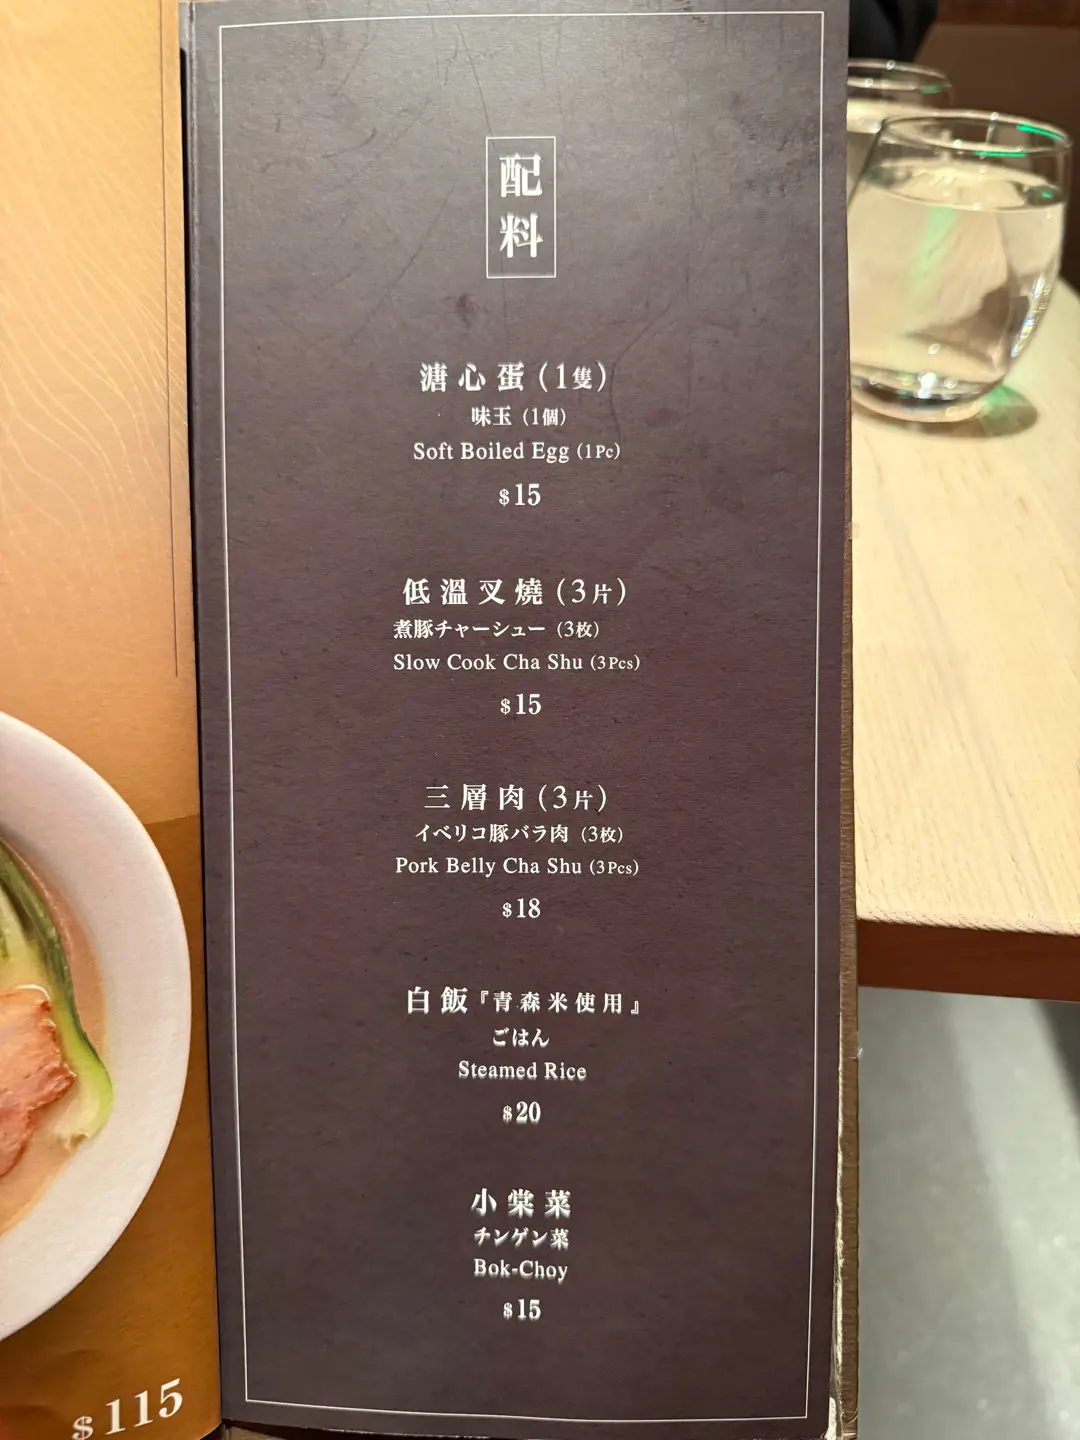 配料
溏心蛋(1隻)
味玉(1個)
Soft Boiled Egg (1Pc)
$15
低溫叉燒(3片)
煮豚チャーシュー(3枚)
Slow Cook Cha Shu (3Pcs)
$15
三層肉(3片)
イベリコ豚バラ肉(3枚)
Pork Belly Cha Shu (3Pcs)
$18
白飯『青森米使用』
ごはん
Steamed Rice
$20
小棠菜
チンゲン菜
Bok-Choy
$15
$115